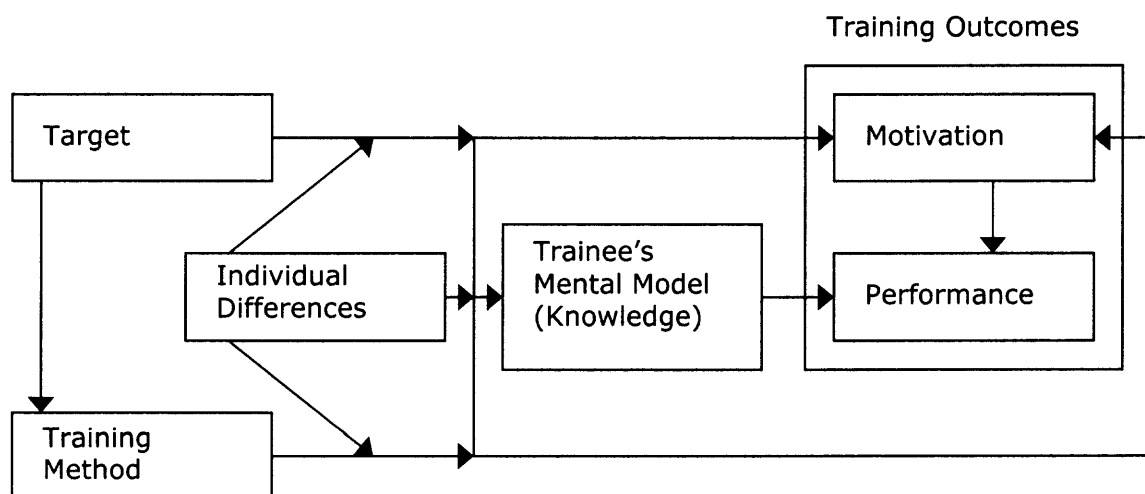 Training Outcomes
Target
Motivation
Individual
Differences
Trainee's
Mental Model
(Knowledge)
Performance
Training
Method